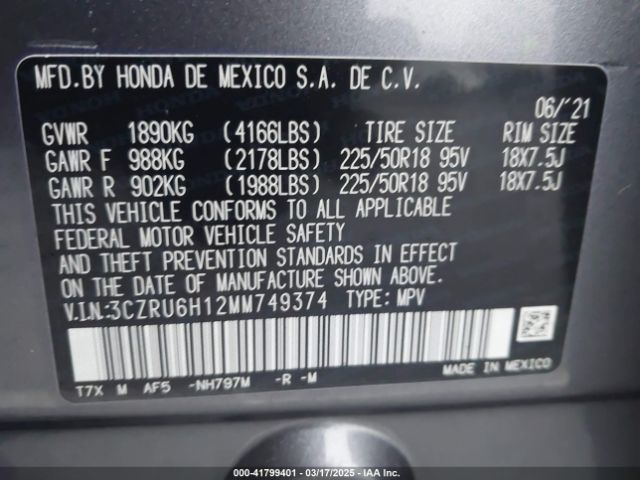 MFD.BY HONDA DE MEXICO S.A. DE C.V.
06/'21
GVWR 1890KG (4166LBS) TIRE SIZE RIM SIZE
GAWR F 988KG (2178LBS) 225/50R18 95V 18X7.5J
GAWR R 902KG (1988LBS) 225/50R18 95V 18X7.5J
THIS VEHICLE CONFORMS TO ALL APPLICABLE
FEDERAL MOTOR VEHICLE SAFETY
AND THEFT PREVENTION STANDARDS IN EFFECT
ON THE DATE OF MANUFACTURE SHOWN ABOVE.
V.I.N.:3CZRU6H12MM749374 TYPE: MPV
T7X M AF5 -NH797M -R -M
MADE IN MEXICO
000-41799401 - 03/17/2025 - IAAI.COM